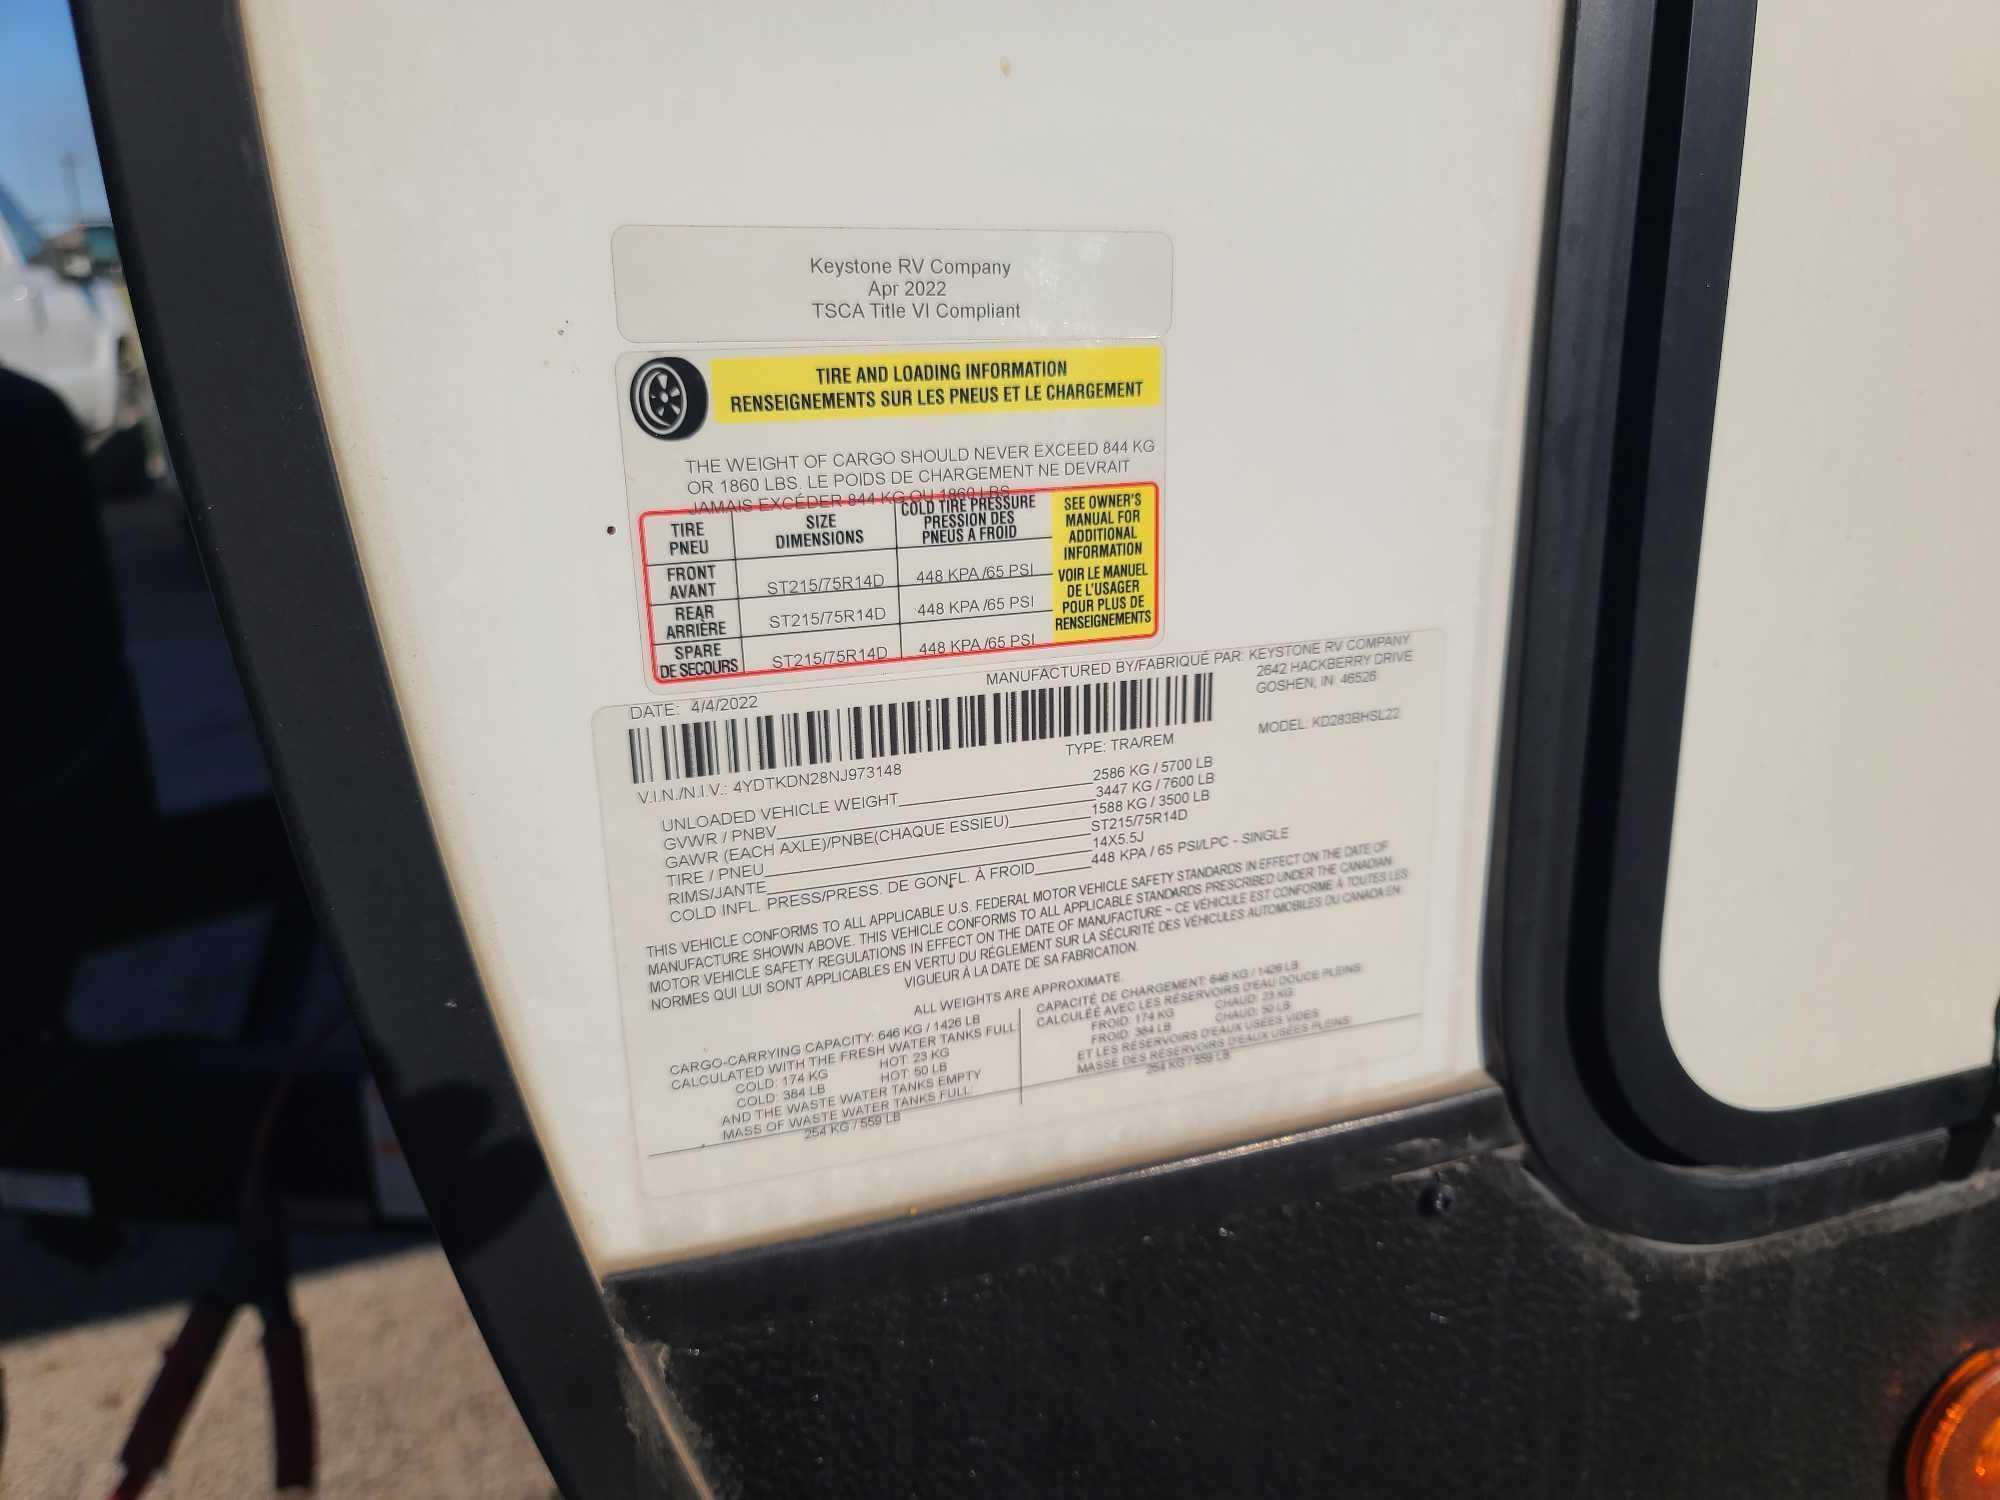 Keystone RV Company
Apr 2022
TSCA Title VI Compliant
TIRE AND LOADING INFORMATION
RENSEIGNEMENTS SUR LES PNEUS ET LE CHARGEMENT
THE WEIGHT OF CARGO SHOULD NEVER EXCEED 844 KG
OR 1860 LBS. LE POIDS DE CHARGEMENT NE DEVRAIT
JAMAIS EXCÉDER 844 KG OU 1860 LBS
TIRE
PNEU
SIZE
DIMENSIONS
COLD TIRE PRESSURE
PRESSION DES
PNEUS A FROID
SEE OWNER'S
MANUAL FOR
ADDITIONAL
INFORMATION
VOIR LE MANUEL
DE L'USAGER
POUR PLUS DE
RENSEIGNEMENTS
FRONT
AVANT
ST215/75R14D
448 KPA /65 PSI
REAR
ARRIÈRE
ST215/75R14D
448 KPA /65 PSI
SPARE
DE SECOURS
ST215/75R14D
448 KPA /65 PSI
DATE: 4/4/2022
MANUFACTURED BY/FABRIQUÉ PAR: KEYSTONE RV COMPANY
2642 HACKBERRY DRIVE
GOSHEN, IN 46526
MODEL: KD283BHSL22
TYPE: TRA/REM
V.I.N./N.I.V.: 4YDTKDN28NJ973148
UNLOADED VEHICLE WEIGHT 2586 KG / 5700 LB
GVWR / PNBV 3447 KG / 7600 LB
GAWR (EACH AXLE)/PNBE(CHAQUE ESSIEU) 1588 KG / 3500 LB
TIRE / PNEU ST215/75R14D
RIMS/JANTE 14X5.5J
COLD INFL. PRESS/PRESS. DE GONFL. À FROID 448 KPA / 65 PSI/LPC - SINGLE
THIS VEHICLE CONFORMS TO ALL APPLICABLE U.S. FEDERAL MOTOR VEHICLE SAFETY STANDARDS IN EFFECT ON THE DATE OF
MANUFACTURE SHOWN ABOVE. THIS VEHICLE CONFORMS TO ALL APPLICABLE STANDARDS PRESCRIBED UNDER THE CANADIAN
MOTOR VEHICLE SAFETY REGULATIONS IN EFFECT ON THE DATE OF MANUFACTURE ~ CE VÉHICULE EST CONFORME À TOUTES LES
NORMES QUI LUI SONT APPLICABLES EN VERTU DU RÈGLEMENT SUR LA SÉCURITÉ DES VÉHICULES AUTOMOBILES DU CANADA EN
VIGUEUR À LA DATE DE SA FABRICATION.
ALL WEIGHTS ARE APPROXIMATE.
CARGO-CARRYING CAPACITY: 646 KG / 1426 LB
CALCULATED WITH THE FRESH WATER TANKS FULL:
COLD: 174 KG HOT: 23 KG
COLD: 384 LB HOT: 50 LB
AND THE WASTE WATER TANKS EMPTY
MASS OF WASTE WATER TANKS FULL:
254 KG / 559 LB
CAPACITÉ DE CHARGEMENT: 646 KG / 1426 LB
CALCULÉE AVEC LES RÉSERVOIRS D'EAU DOUCE PLEINS:
FROID: 174 KG CHAUD: 23 KG
FROID: 384 LB CHAUD: 50 LB
ET LES RÉSERVOIRS D'EAUX USÉES VIDES
MASSE DES RÉSERVOIRS D'EAUX USÉES PLEINS:
254 KG / 559 LB